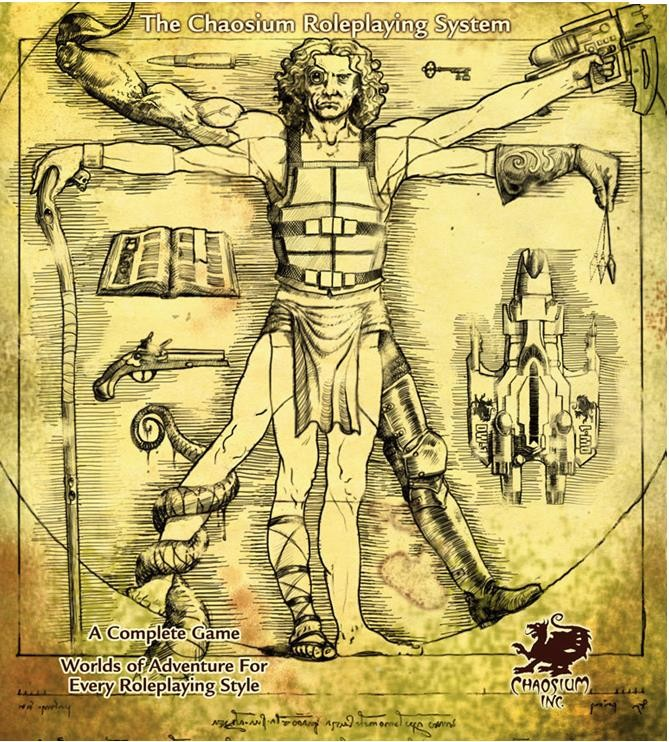 The Chaosium Roleplaying System
A Complete Game
Worlds of Adventure For
Every Roleplaying Style
CHAOSIUM
INC.